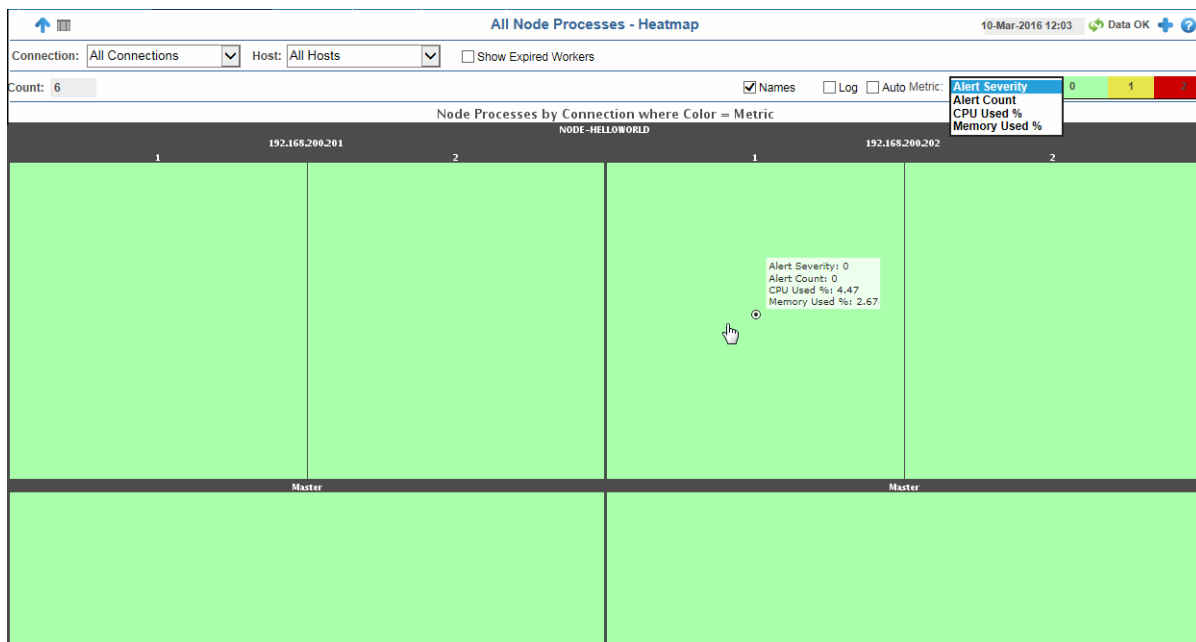 All Node Processes - Heatmap
10-Mar-2016 12:03 Data OK
Connection: All Connections Host: All Hosts Show Expired Workers
Count: 6 Names Log Auto Metric: Alert Severity 0 1 2
Alert Count
CPU Used %
Memory Used %
Node Processes by Connection where Color = Metric
NODE-HELLOWORLD
192.168.200.201 192.168.200.202
1 2 1 2
Alert Severity: 0
Alert Count: 0
CPU Used %: 4.47
Memory Used %: 2.67
Master Master